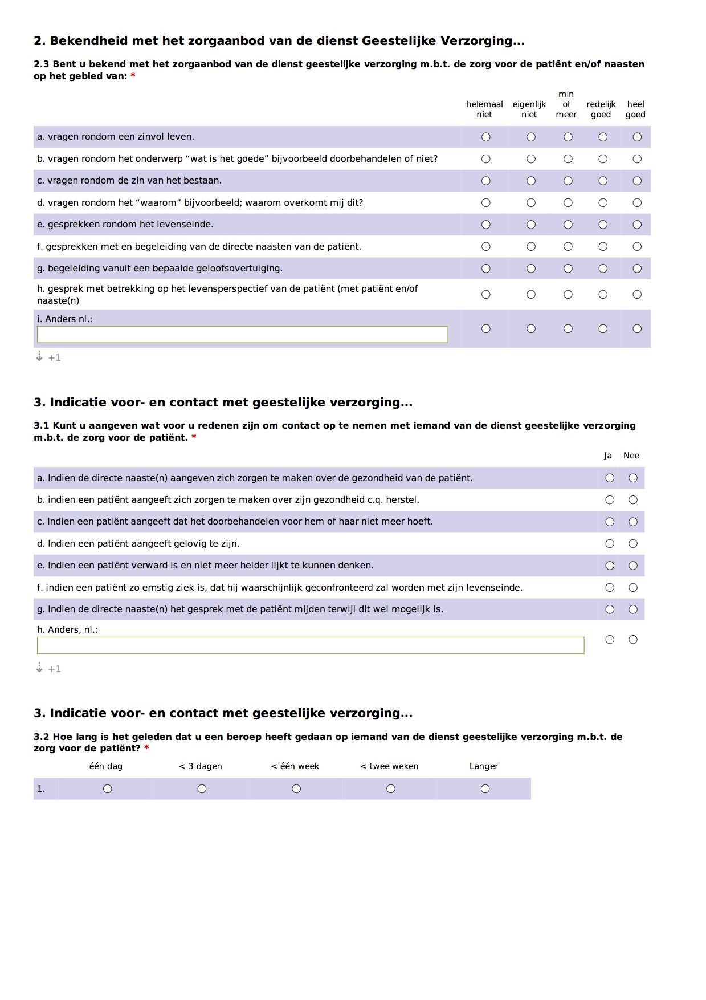 2. Bekendheid met het zorgaanbod van de dienst Geestelijke Verzorging...
2.3 Bent u bekend met het zorgaanbod van de dienst geestelijke verzorging m.b.t. de zorg voor de patiënt en/of naasten
op het gebied van: *
helemaal niet eigenlijk niet min of meer redelijk goed heel goed
a. vragen rondom een zinvol leven.
b. vragen rondom het onderwerp “wat is het goede” bijvoorbeeld doorbehandelen of niet?
c. vragen rondom de zin van het bestaan.
d. vragen rondom het “waarom” bijvoorbeeld; waarom overkomt mij dit?
e. gesprekken rondom het levenseinde.
f. gesprekken met en begeleiding van de directe naasten van de patiënt.
g. begeleiding vanuit een bepaalde geloofsovertuiging.
h. gesprek met betrekking op het levensperspectief van de patiënt (met patiënt en/of
naaste(n)
i. Anders nl.:
⇣ +1
3. Indicatie voor- en contact met geestelijke verzorging...
3.1 Kunt u aangeven wat voor u redenen zijn om contact op te nemen met iemand van de dienst geestelijke verzorging
m.b.t. de zorg voor de patiënt. *
Ja Nee
a. Indien de directe naaste(n) aangeven zich zorgen te maken over de gezondheid van de patiënt.
b. indien een patiënt aangeeft zich zorgen te maken over zijn gezondheid c.q. herstel.
c. Indien een patiënt aangeeft dat het doorbehandelen voor hem of haar niet meer hoeft.
d. Indien een patiënt aangeeft gelovig te zijn.
e. Indien een patiënt verward is en niet meer helder lijkt te kunnen denken.
f. indien een patiënt zo ernstig ziek is, dat hij waarschijnlijk geconfronteerd zal worden met zijn levenseinde.
g. Indien de directe naaste(n) het gesprek met de patiënt mijden terwijl dit wel mogelijk is.
h. Anders, nl.:
⇣ +1
3. Indicatie voor- en contact met geestelijke verzorging...
3.2 Hoe lang is het geleden dat u een beroep heeft gedaan op iemand van de dienst geestelijke verzorging m.b.t. de
zorg voor de patiënt? *
één dag < 3 dagen < één week < twee weken Langer
1.